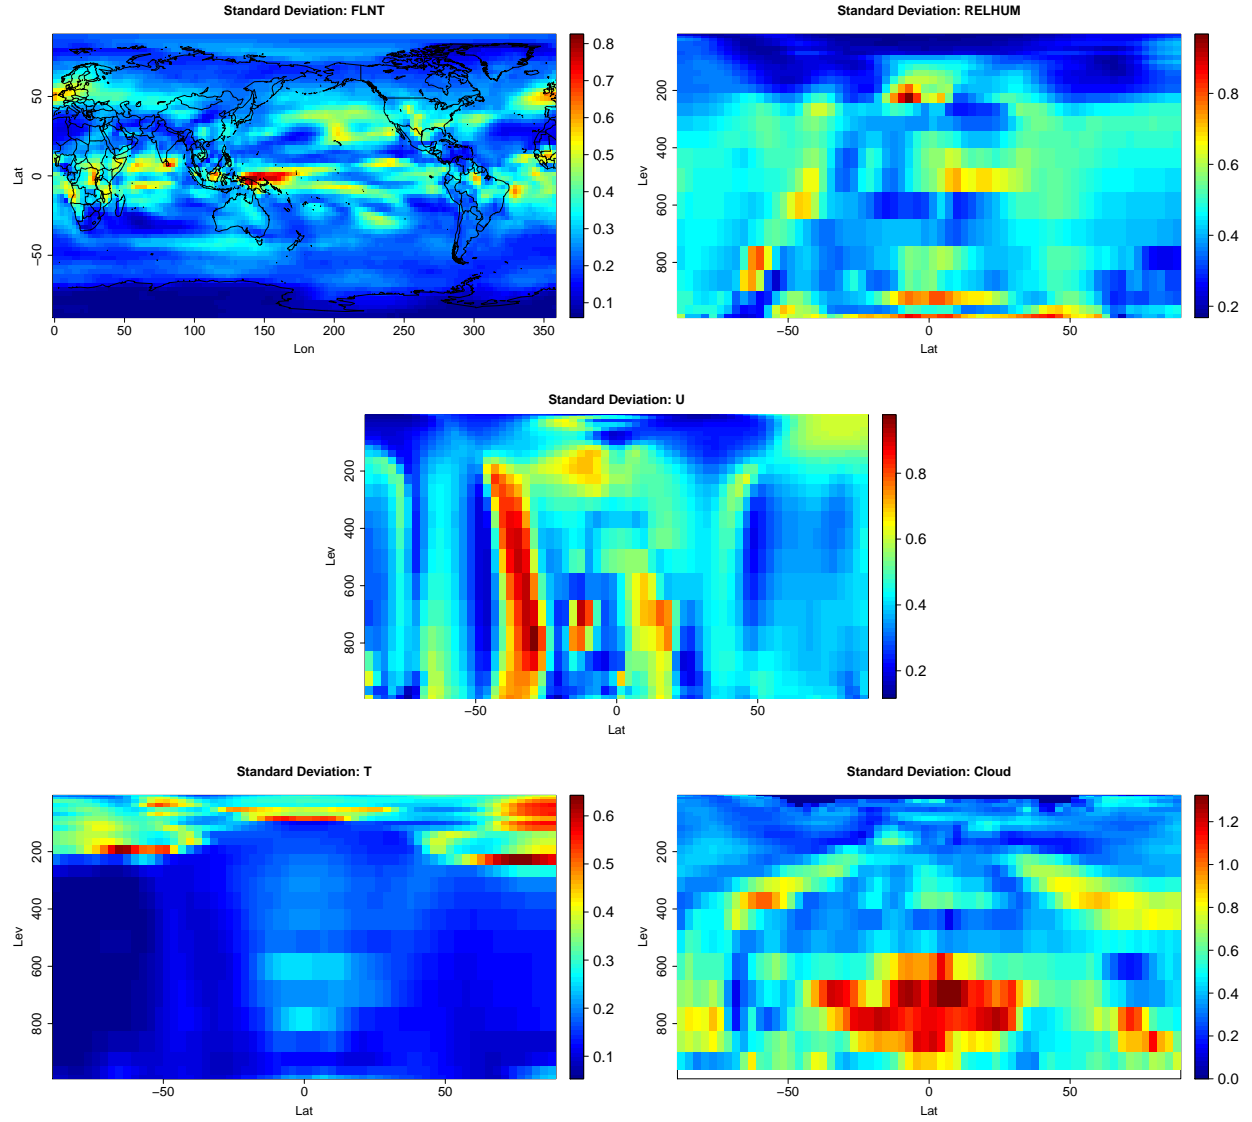 Standard Deviation: FLNT
Lat
50
0
−50
0 50 100 150 200 250 300 350
Lon
0.8
0.7
0.6
0.5
0.4
0.3
0.2
0.1
Standard Deviation: RELHUM
Lev
200
400
600
800
−50 0 50
Lat
0.8
0.6
0.4
0.2
Standard Deviation: U
Lev
200
400
600
800
−50 0 50
Lat
0.8
0.6
0.4
0.2
Standard Deviation: T
Lev
200
400
600
800
−50 0 50
Lat
0.6
0.5
0.4
0.3
0.2
0.1
Standard Deviation: Cloud
Lev
200
400
600
800
−50 0 50
Lat
1.2
1.0
0.8
0.6
0.4
0.2
0.0